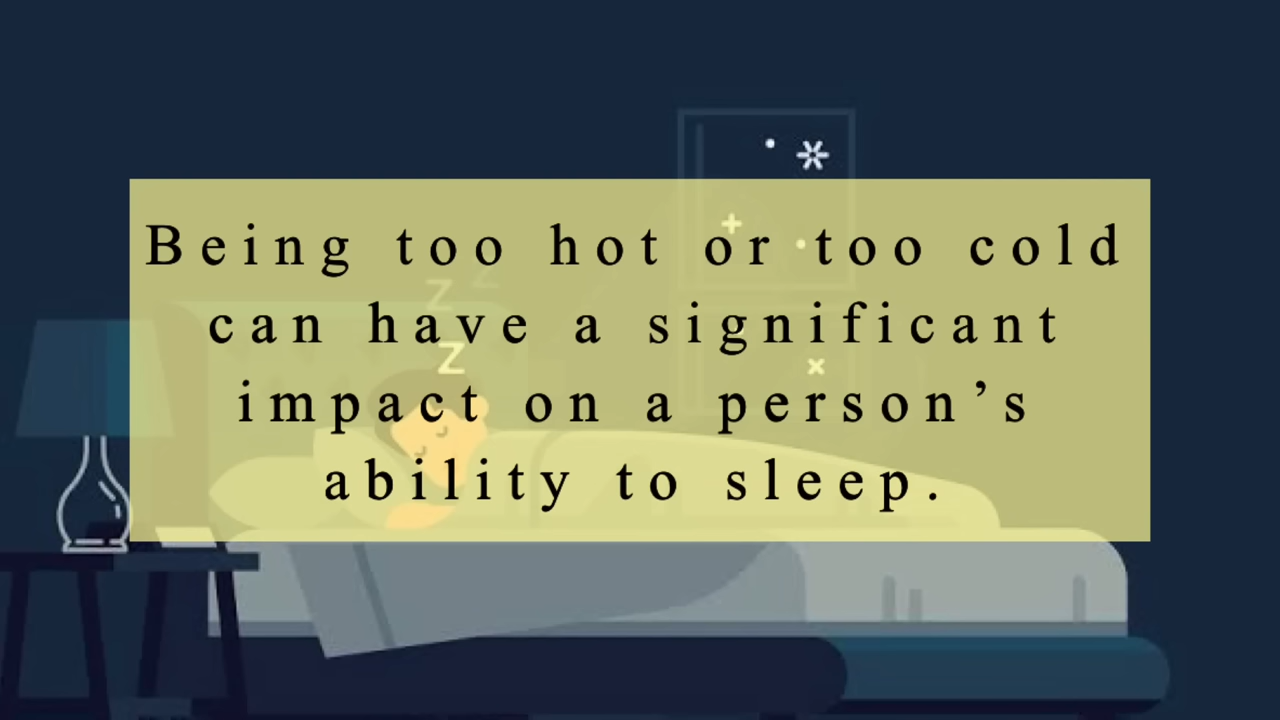 Being too hot or too cold
can have a significant
impact on a person’s
ability to sleep.
z
z
z